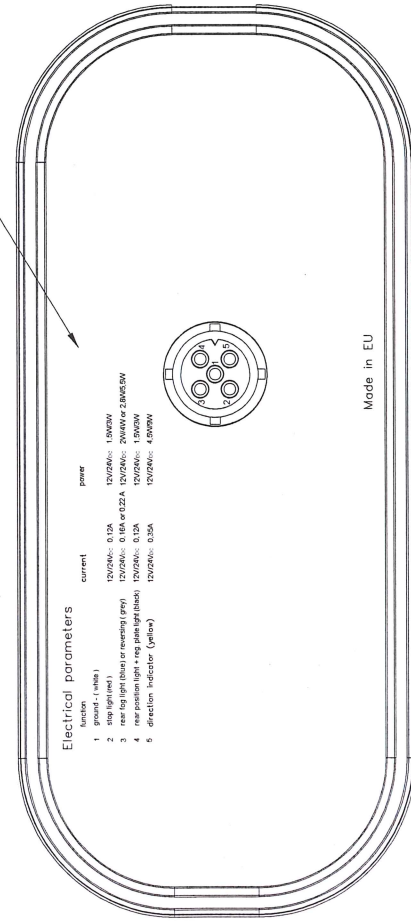 Electrical parameters
function current power
1 ground - ( white )
2 stop light (red ) 12V/24VDC 0,12A 12V/24VDC 1,5W/3W
3 rear fog light (blue) or reversing ( grey) 12V/24VDC 0,16A or 0,22 A 12V/24VDC 2W/4W or 2,8W/5,5W
4 rear position light + reg. plate light (black) 12V/24VDC 0,12A 12V/24VDC 1,5W/3W
5 direction indicator (yellow) 12V/24VDC 0,35A 12V/24VDC 4,5W/9W
3 4
1
2 5
Made in EU